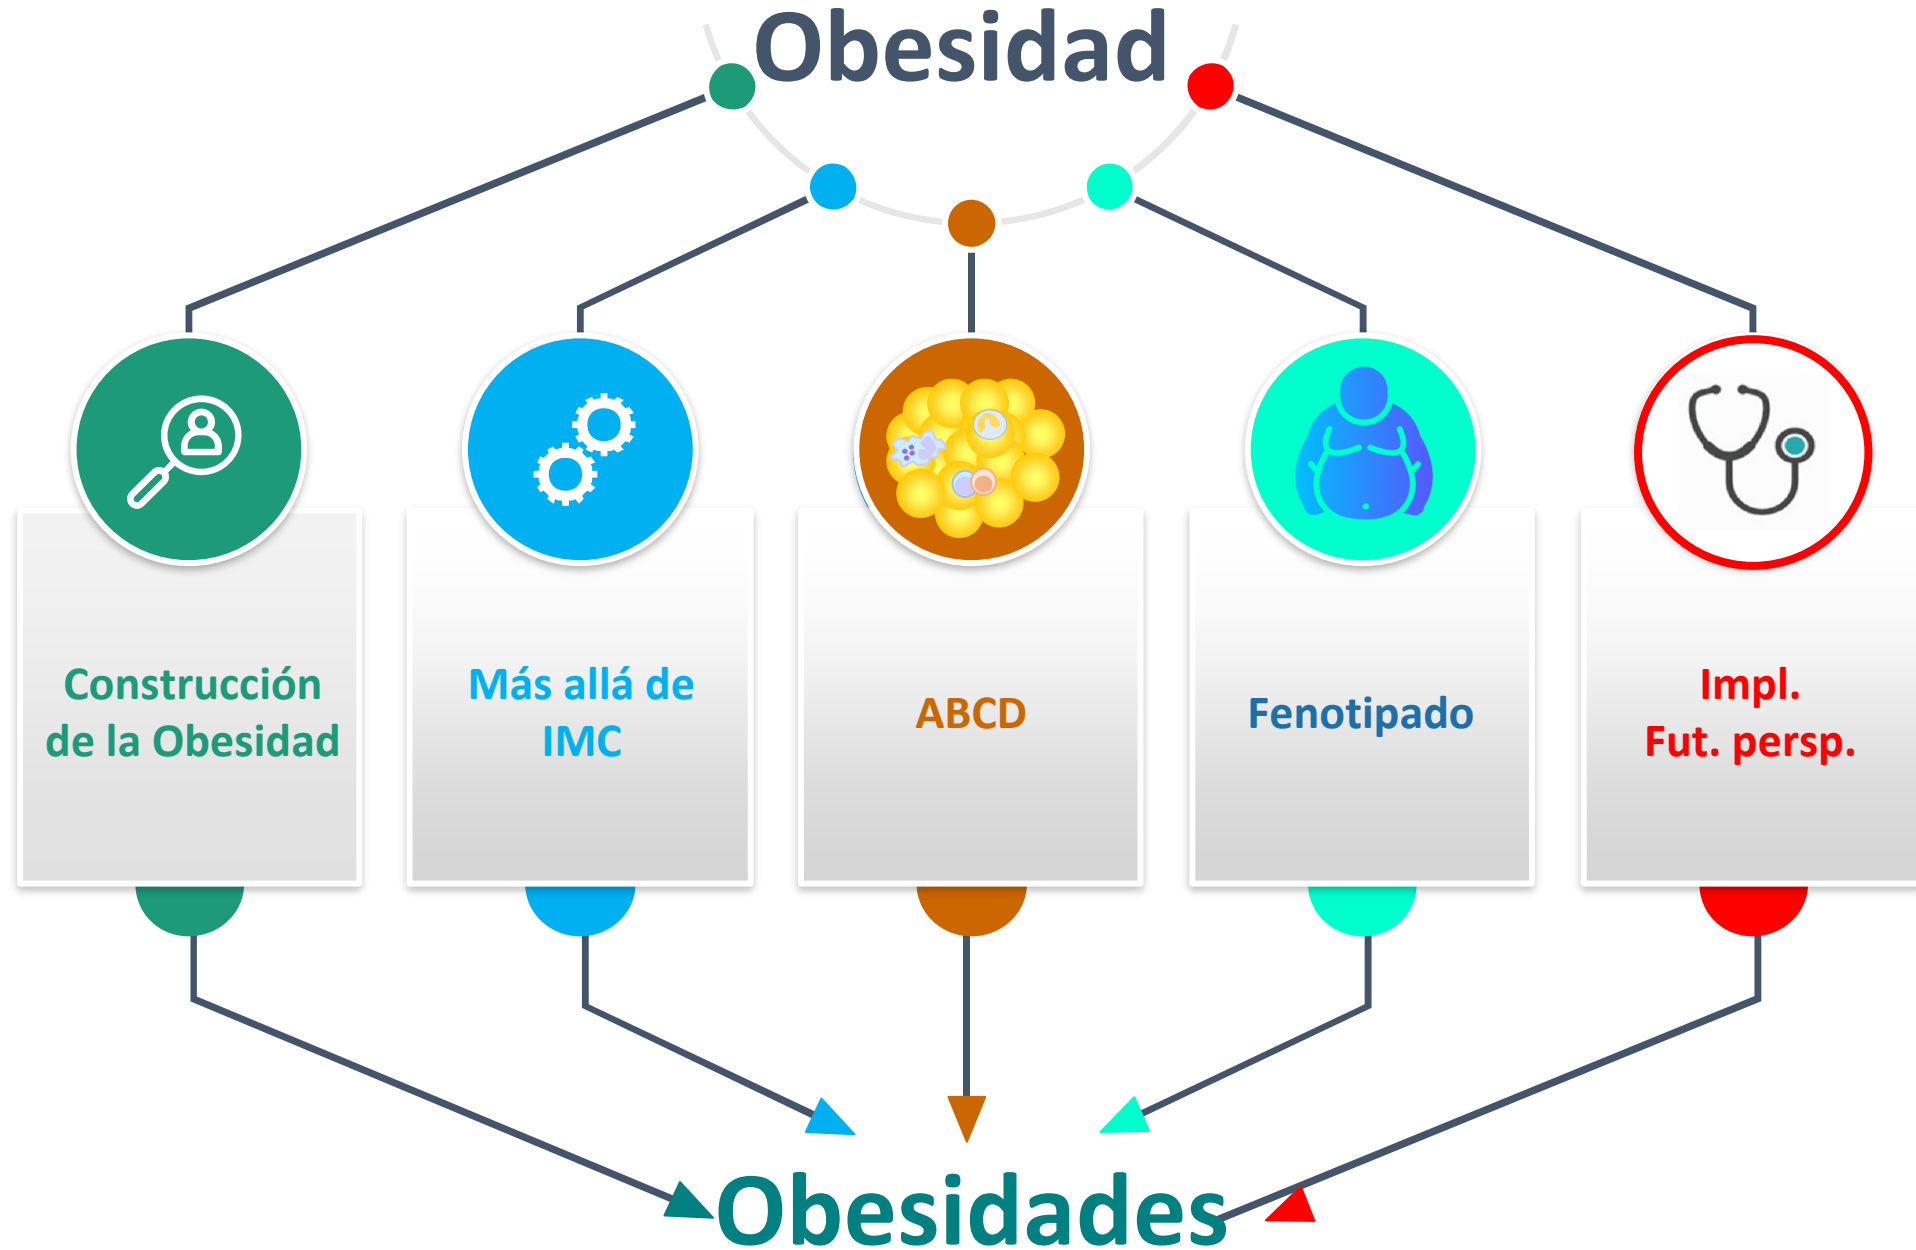 Obesidad
Construcción
de la Obesidad
Más allá de
IMC
ABCD
Fenotipado
Impl.
Fut. persp.
Obesidades